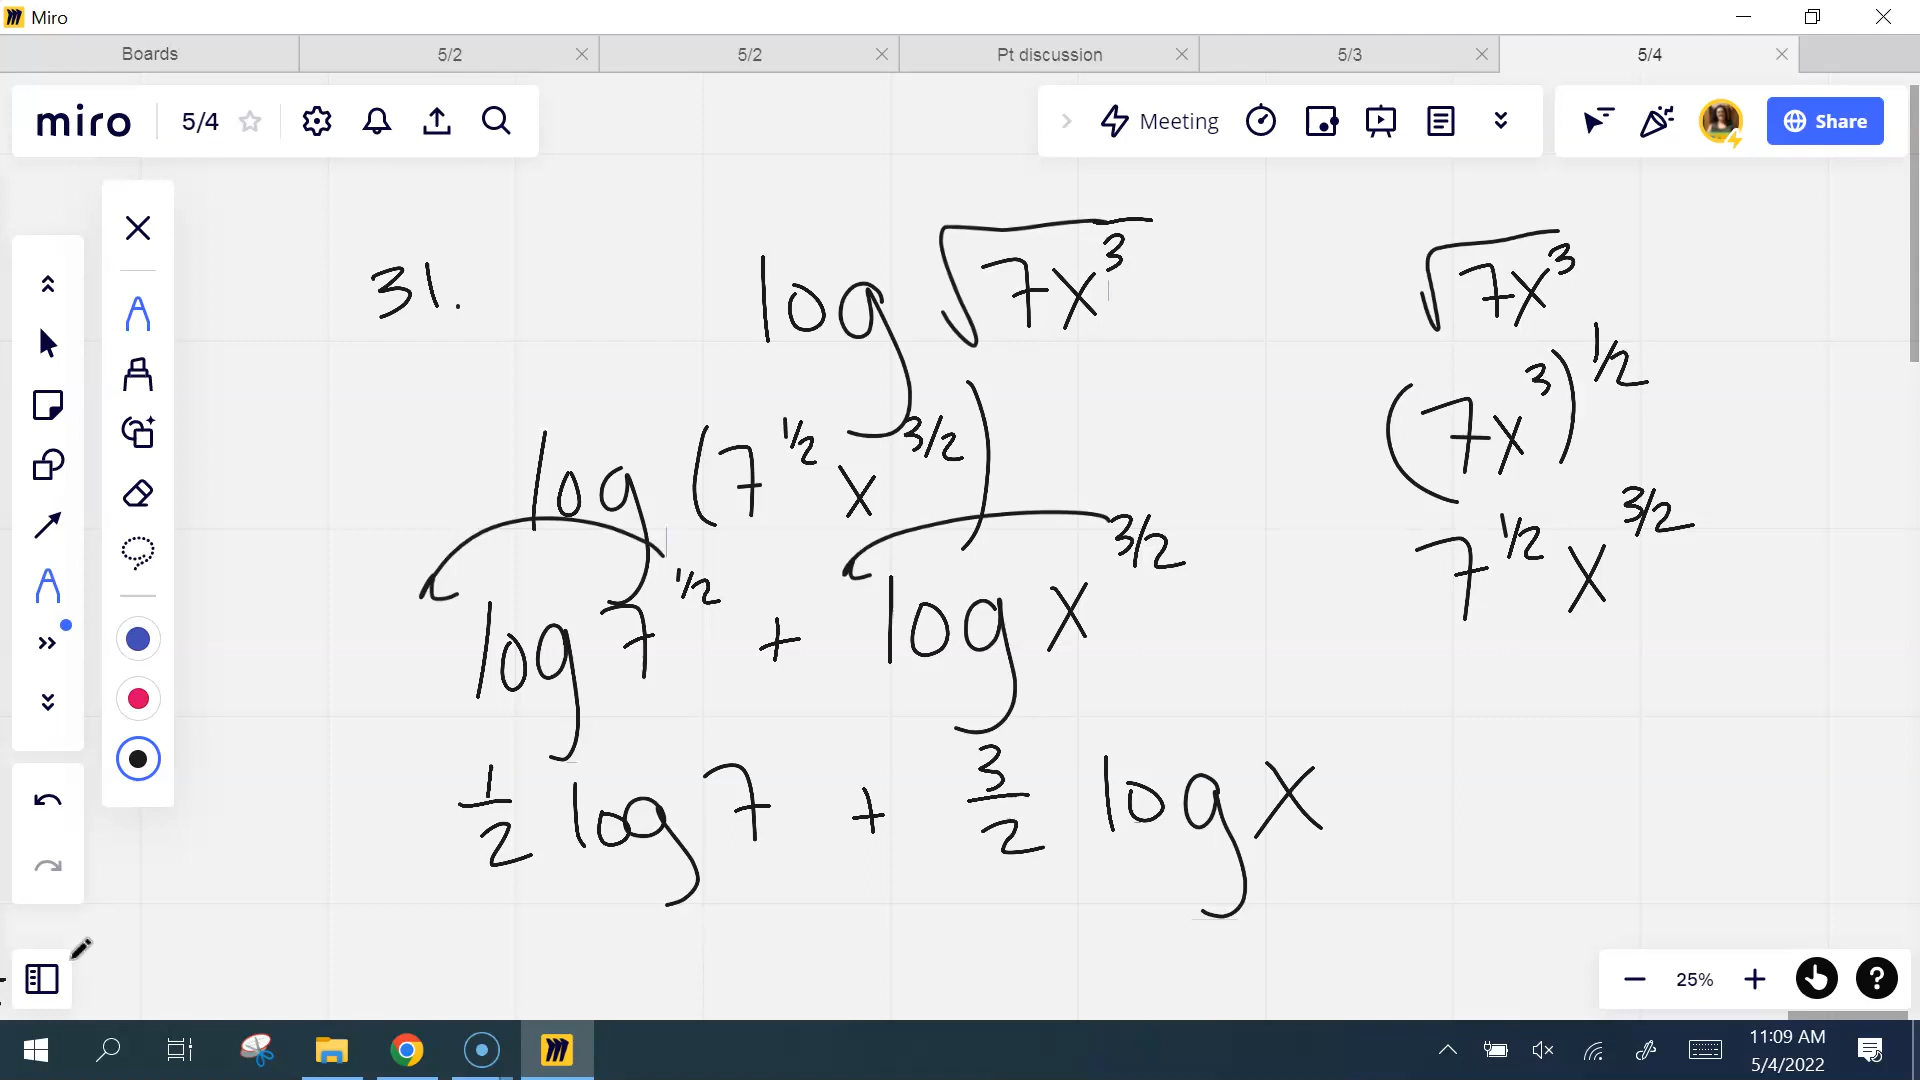 Miro
Boards 5/2 5/2 Pt discussion 5/3 5/4
miro 5/4 Meeting Share
31. log √7x³
√7x³
(7x³)^1/2
log (7^1/2 x^3/2)
7^1/2 x^3/2
log 7^1/2 + log x^3/2
1/2 log 7 + 3/2 log x
25%
11:09 AM
5/4/2022